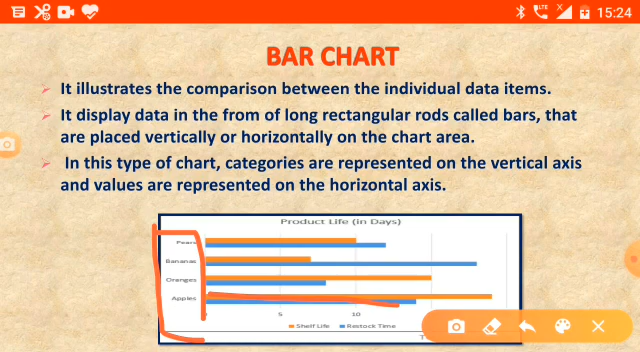 15:24
BAR CHART
It illustrates the comparison between the individual data items.
It display data in the from of long rectangular rods called bars, that
are placed vertically or horizontally on the chart area.
In this type of chart, categories are represented on the vertical axis
and values are represented on the horizontal axis.
Product Life (in Days)
Pears
Bananas
Oranges
Apples
5
10
Shelf Life
Restock Time